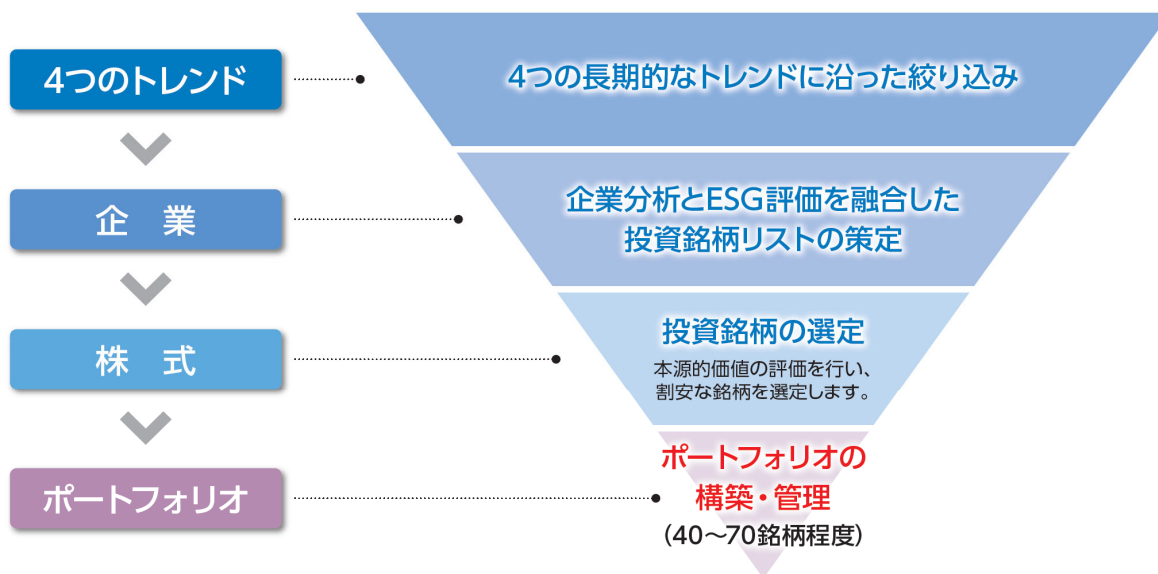 4つのトレンド
4つの長期的なトレンドに沿った絞り込み
企 業
企業分析とESG評価を融合した
投資銘柄リストの策定
株 式
投資銘柄の選定
本源的価値の評価を行い、
割安な銘柄を選定します。
ポートフォリオ
ポートフォリオの
構築・管理
(40〜70銘柄程度)